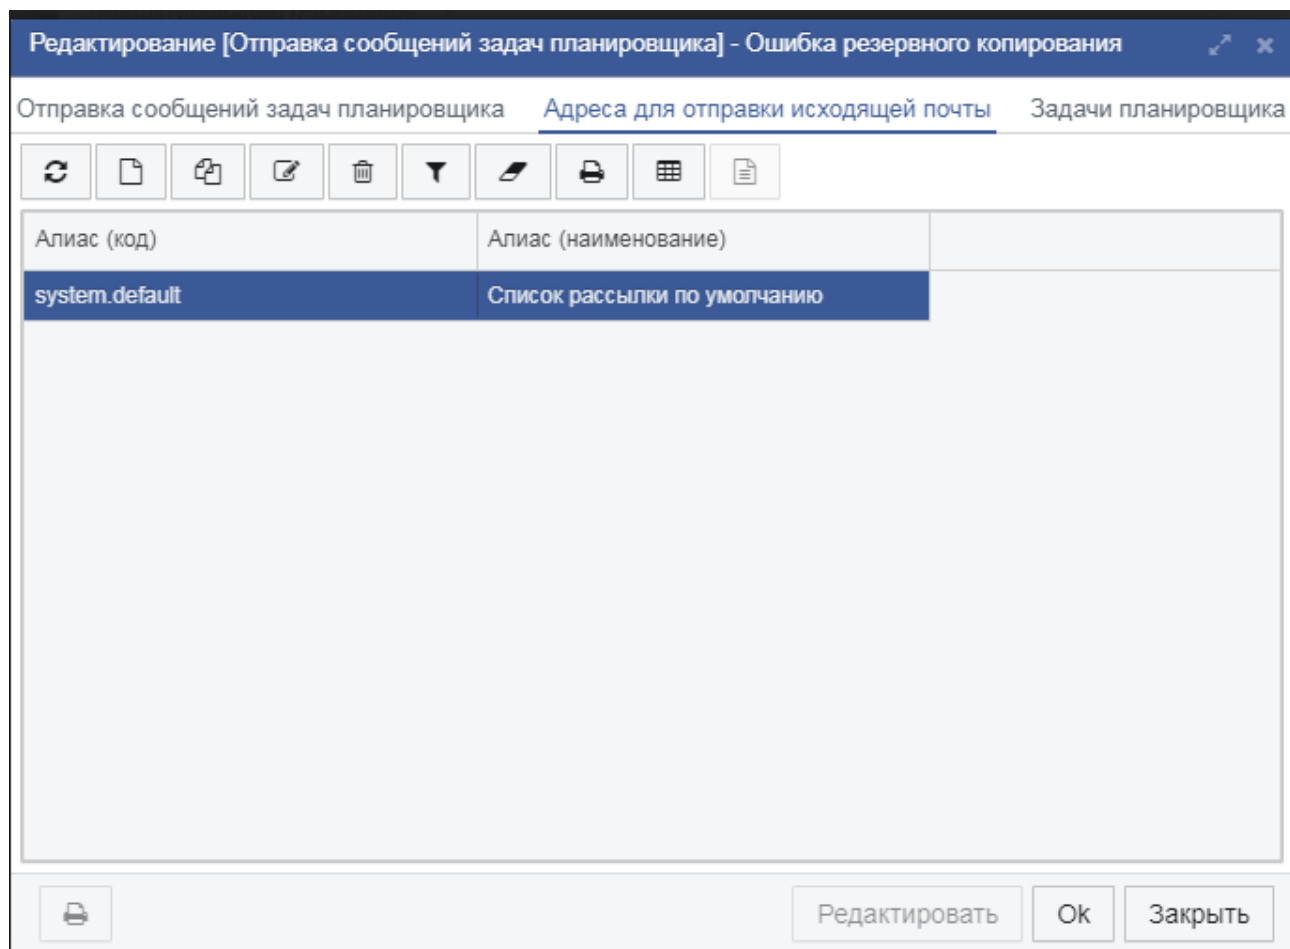 Редактирование [Отправка сообщений задач планировщика] - Ошибка резервного копирования
Отправка сообщений задач планировщика Адреса для отправки исходящей почты Задачи планировщика
Алиас (код) Алиас (наименование)
system.default Список рассылки по умолчанию
Редактировать Ok Закрыть